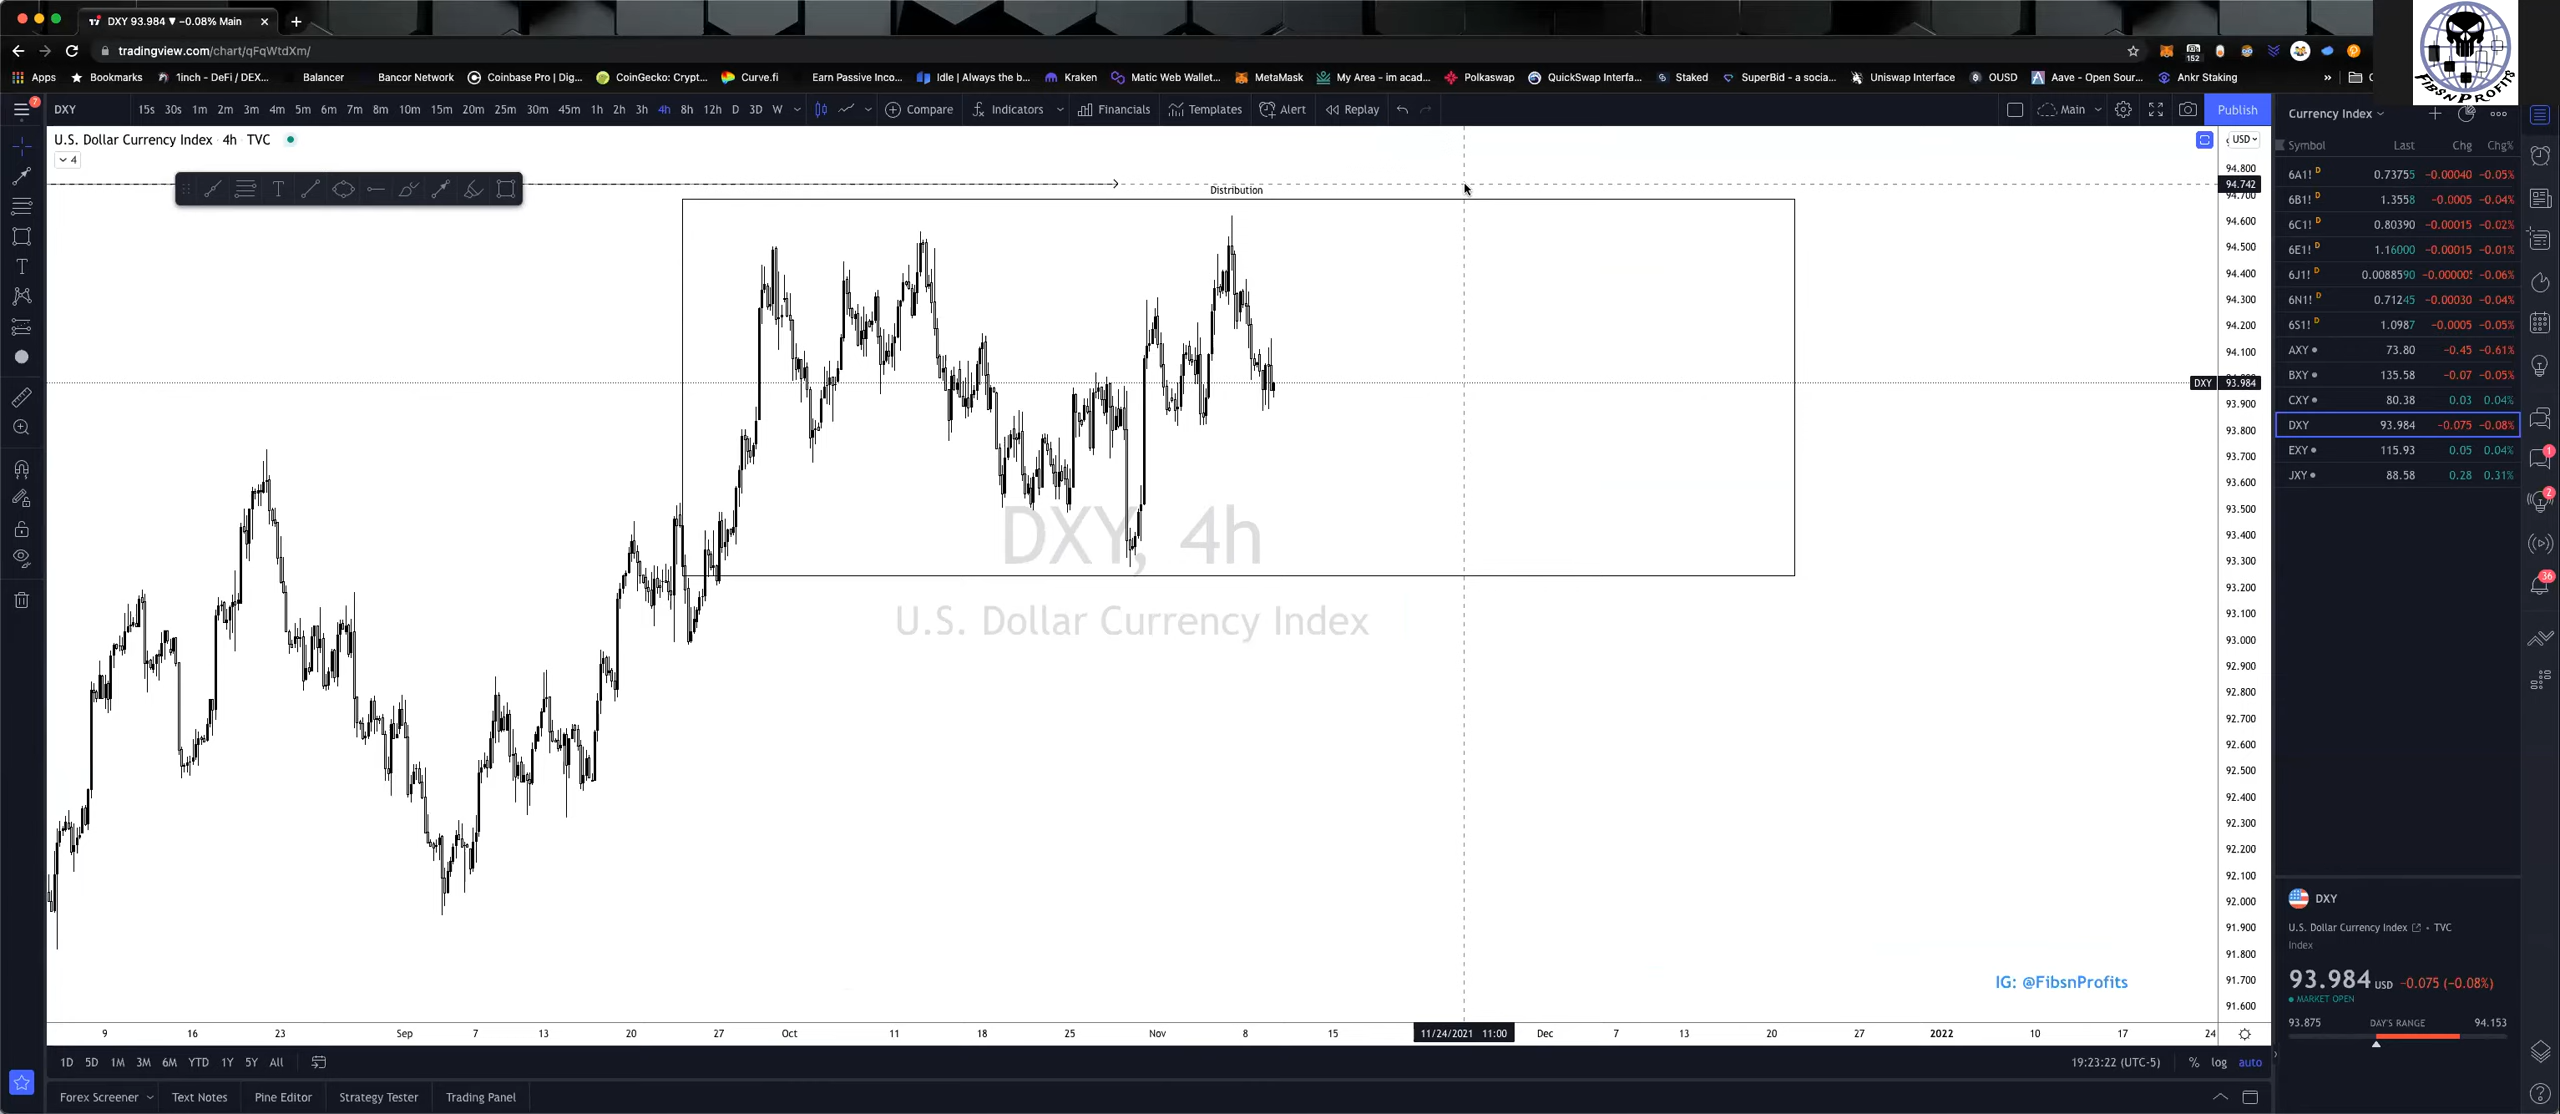 DXY 93.984 ▼ −0.08% Main
tradingview.com/chart/qFqWtdXm/
Apps Bookmarks 1inch - DeFi / DEX... Balancer Bancor Network Coinbase Pro | Dig... CoinGecko: Crypt... Curve.fi Earn Passive Inco... Idle | Always the b... Kraken Matic Web Wallet... MetaMask My Area - im acad... Polkaswap QuickSwap Interfa... Staked SuperBid - a socia... Uniswap Interface OUSD Aave - Open Sour... Ankr Staking »
152
FIBSNPROFITS
7
DXY 15s 30s 1m 2m 3m 4m 5m 6m 7m 8m 10m 15m 20m 25m 30m 45m 1h 2h 3h 4h 8h 12h D 3D W Compare Indicators Financials Templates Alert Replay Main Publish
U.S. Dollar Currency Index 4h TVC
4
USD
Distribution
DXY, 4h
U.S. Dollar Currency Index
IG: @FibsnProfits
94.800
94.742
94.700
94.600
94.500
94.400
94.300
94.200
94.100
DXY 93.984
93.900
93.800
93.700
93.600
93.500
93.400
93.300
93.200
93.100
93.000
92.900
92.800
92.700
92.600
92.500
92.400
92.300
92.200
92.100
92.000
91.900
91.800
91.700
91.600
9 16 23 Sep 7 13 20 27 Oct 11 18 25 Nov 8 15 11/24/2021 11:00 Dec 7 13 20 27 2022 10 17 24
1D 5D 1M 3M 6M YTD 1Y 5Y All
19:23:22 (UTC-5) % log auto
Forex Screener Text Notes Pine Editor Strategy Tester Trading Panel
Currency Index
Symbol Last Chg Chg%
6A1! D 0.73755 −0.00040 −0.05%
6B1! D 1.3558 −0.0005 −0.04%
6C1! D 0.80390 −0.00015 −0.02%
6E1! D 1.16000 −0.00015 −0.01%
6J1! D 0.0088590 −0.000005 −0.06%
6N1! D 0.71245 −0.00030 −0.04%
6S1! D 1.0987 −0.0005 −0.05%
AXY 73.80 −0.45 −0.61%
BXY 135.58 −0.07 −0.05%
CXY 80.38 0.03 0.04%
DXY 93.984 −0.075 −0.08%
EXY 115.93 0.05 0.04%
JXY 88.58 0.28 0.31%
1
2
36
DXY
U.S. Dollar Currency Index • TVC
Index
93.984 USD −0.075 (−0.08%)
MARKET OPEN
93.875 DAY'S RANGE 94.153